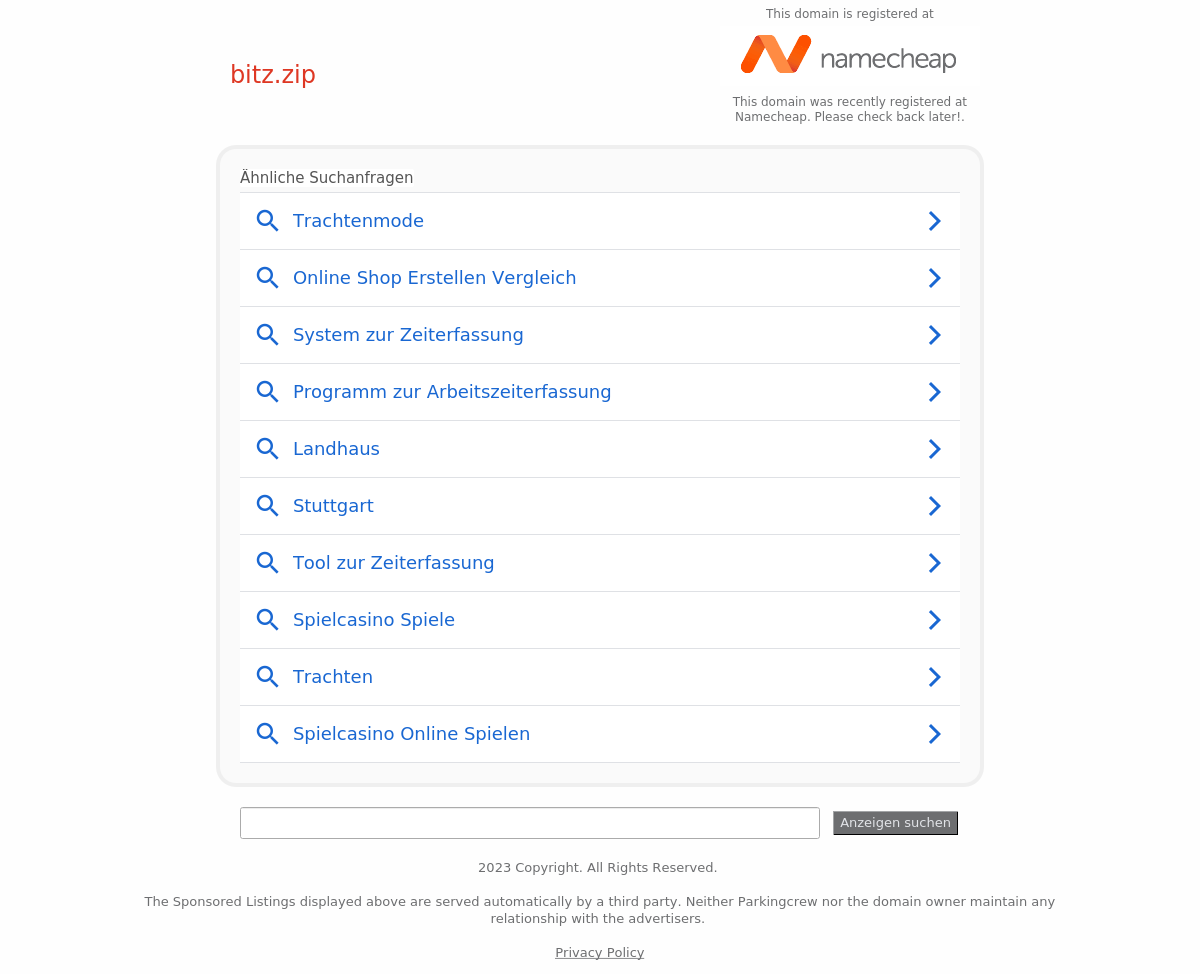 This domain is registered at
namecheap
bitz.zip
This domain was recently registered at
Namecheap. Please check back later!.
Ähnliche Suchanfragen
Trachtenmode
Online Shop Erstellen Vergleich
System zur Zeiterfassung
Programm zur Arbeitszeiterfassung
Landhaus
Stuttgart
Tool zur Zeiterfassung
Spielcasino Spiele
Trachten
Spielcasino Online Spielen
Anzeigen suchen
2023 Copyright. All Rights Reserved.
The Sponsored Listings displayed above are served automatically by a third party. Neither Parkingcrew nor the domain owner maintain any
relationship with the advertisers.
Privacy Policy